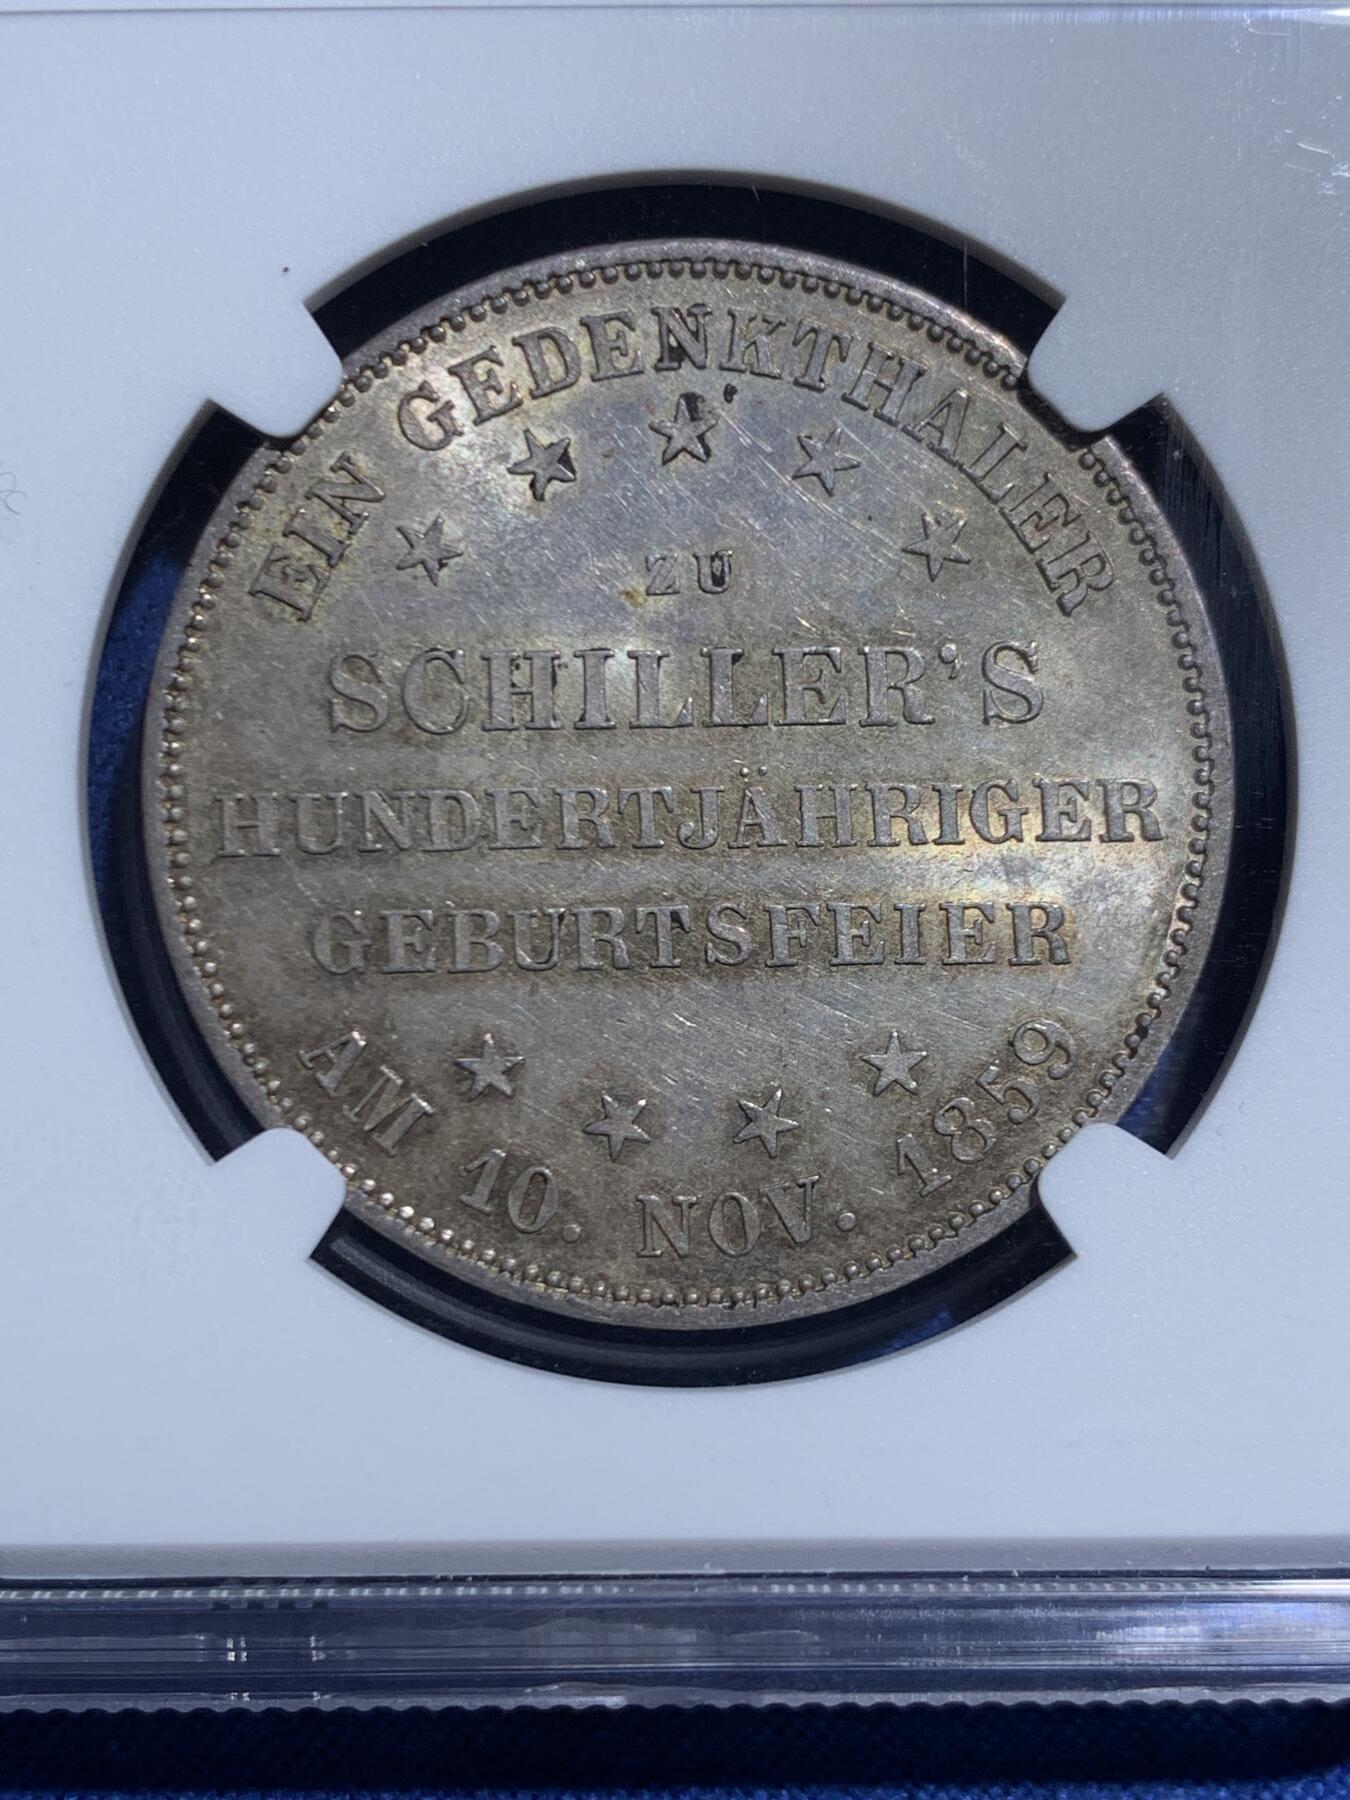 EIN GEDENKTHALER
ZU
SCHILLER'S
HUNDERTJÄHRIGER
GEBURTSFEIER
AM 10. NOV. 1859